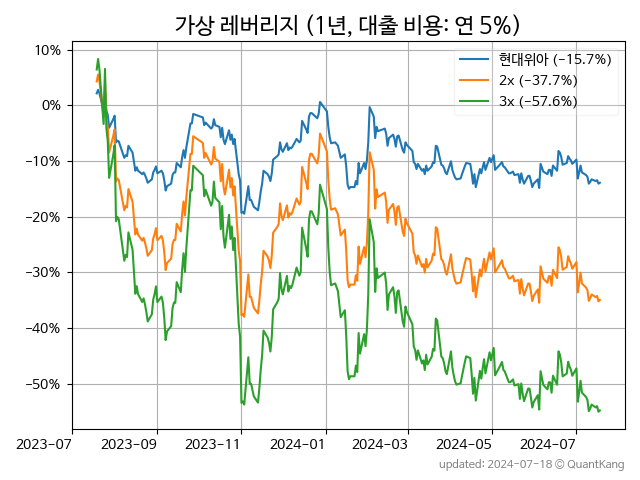 가상 레버리지 (1년, 대출 비용: 연 5%)
현대위아 (-15.7%)
2x (-37.7%)
3x (-57.6%)
10%
0%
-10%
-20%
-30%
-40%
-50%
2023-07 2023-09 2023-11 2024-01 2024-03 2024-05 2024-07
updated: 2024-07-18 © QuantKang